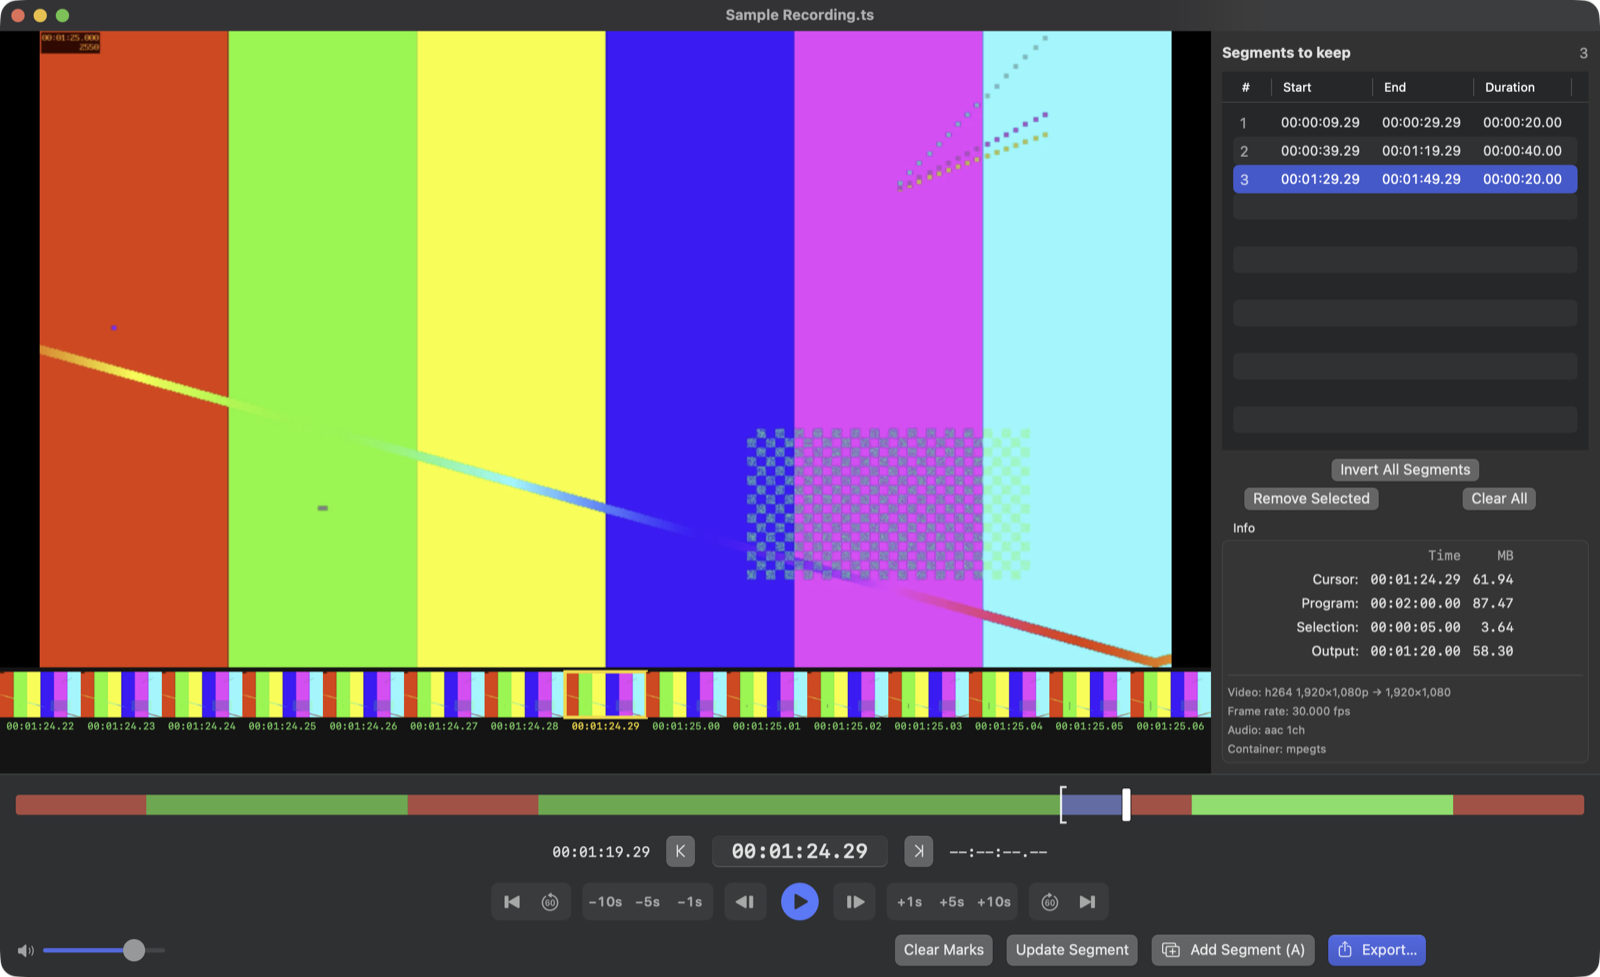 Sample Recording.ts
00:01:25.000
2550
Segments to keep 3
# Start End Duration
1 00:00:09.29 00:00:29.29 00:00:20.00
2 00:00:39.29 00:01:19.29 00:00:40.00
3 00:01:29.29 00:01:49.29 00:00:20.00
Invert All Segments
Remove Selected Clear All
Info
Time MB
Cursor: 00:01:24.29 61.94
Program: 00:02:00.00 87.47
Selection: 00:00:05.00 3.64
Output: 00:01:20.00 58.30
Video: h264 1,920×1,080p → 1,920×1,080
Frame rate: 30.000 fps
Audio: aac 1ch
Container: mpegts
00:01:24.22 00:01:24.23 00:01:24.24 00:01:24.25 00:01:24.26 00:01:24.27 00:01:24.28 00:01:24.29 00:01:25.00 00:01:25.01 00:01:25.02 00:01:25.03 00:01:25.04 00:01:25.05 00:01:25.06
00:01:19.29 00:01:24.29 --:--:--.--
60 −10s −5s −1s +1s +5s +10s 60
Clear Marks Update Segment Add Segment (A) Export...